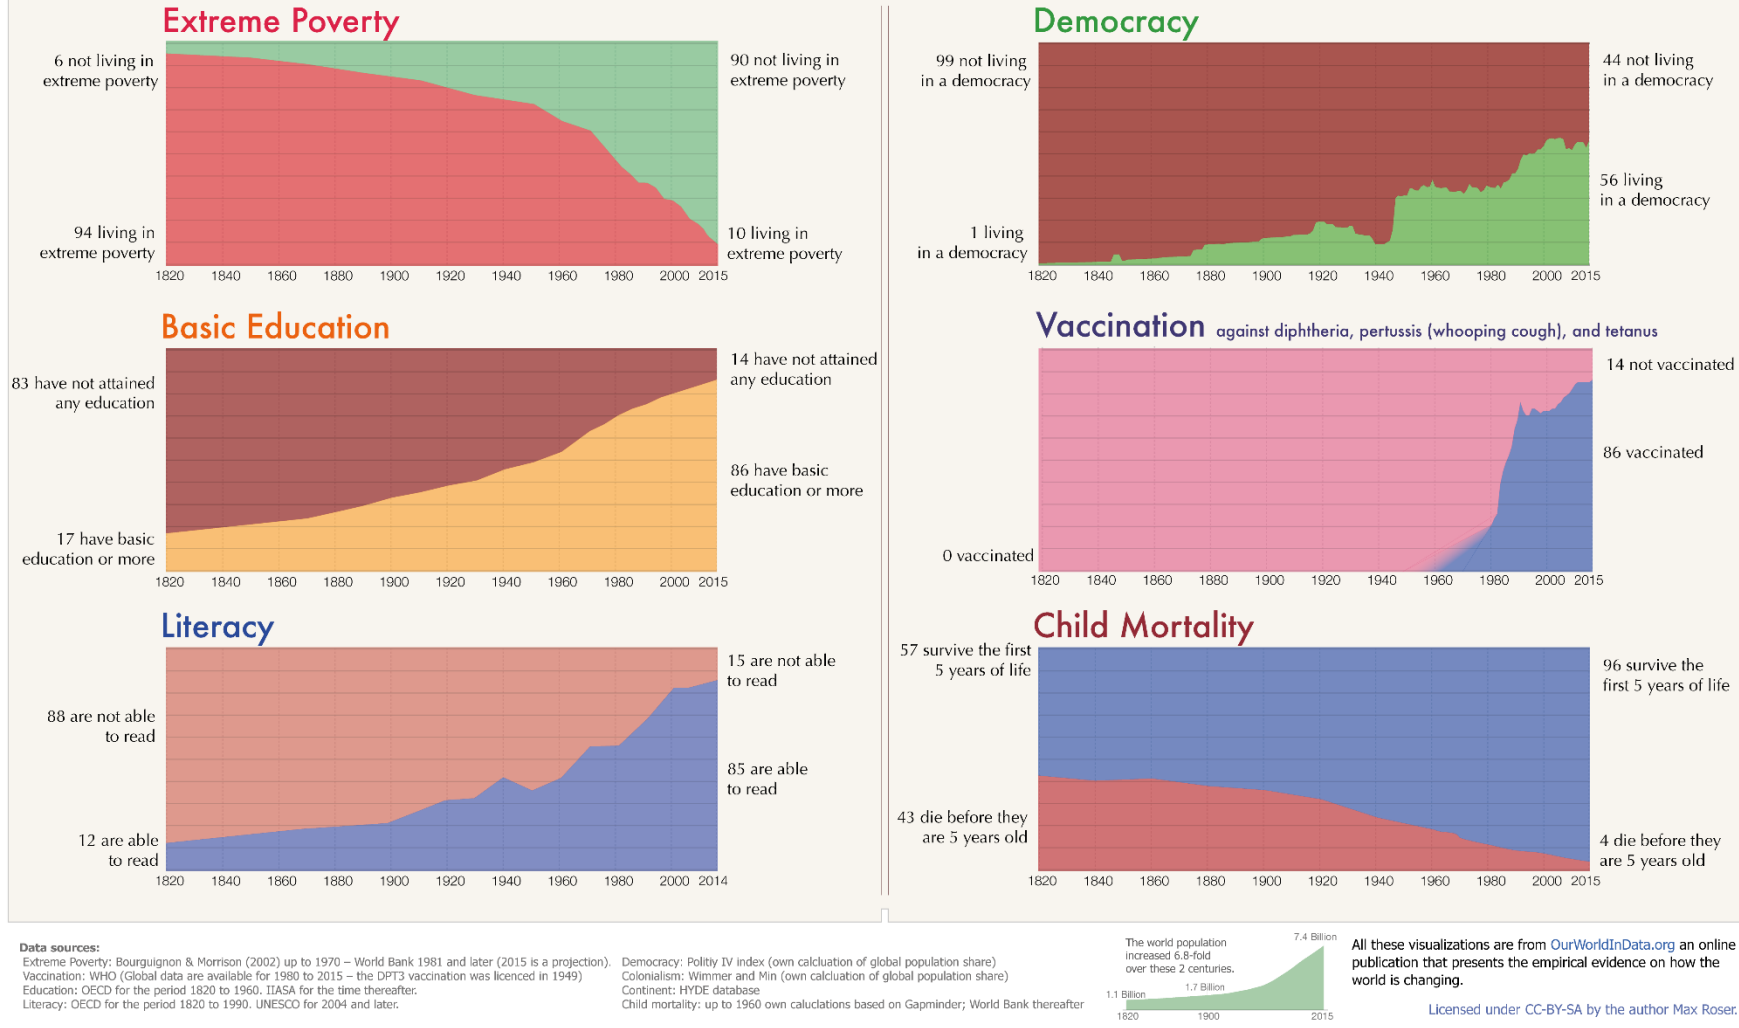 Extreme Poverty
6 not living in
extreme poverty
94 living in
extreme poverty
90 not living in
extreme poverty
10 living in
extreme poverty
1820 1840 1860 1880 1900 1920 1940 1960 1980 2000 2015
Basic Education
83 have not attained
any education
17 have basic
education or more
14 have not attained
any education
86 have basic
education or more
1820 1840 1860 1880 1900 1920 1940 1960 1980 2000 2015
Literacy
88 are not able
to read
12 are able
to read
15 are not able
to read
85 are able
to read
1820 1840 1860 1880 1900 1920 1940 1960 1980 2000 2014
Democracy
99 not living
in a democracy
1 living
in a democracy
44 not living
in a democracy
56 living
in a democracy
1820 1840 1860 1880 1900 1920 1940 1960 1980 2000 2015
Vaccination against diphtheria, pertussis (whooping cough), and tetanus
0 vaccinated
14 not vaccinated
86 vaccinated
1820 1840 1860 1880 1900 1920 1940 1960 1980 2000 2015
Child Mortality
57 survive the first
5 years of life
43 die before they
are 5 years old
96 survive the
first 5 years of life
4 die before they
are 5 years old
1820 1840 1860 1880 1900 1920 1940 1960 1980 2000 2015
Data sources:
Extreme Poverty: Bourguignon & Morrison (2002) up to 1970 – World Bank 1981 and later (2015 is a projection).
Vaccination: WHO (Global data are available for 1980 to 2015 – the DPT3 vaccination was licenced in 1949)
Education: OECD for the period 1820 to 1960. IIASA for the time thereafter.
Literacy: OECD for the period 1820 to 1990. UNESCO for 2004 and later.
Democracy: Politiy IV index (own calcluation of global population share)
Colonialism: Wimmer and Min (own calcluation of global population share)
Continent: HYDE database
Child mortality: up to 1960 own caluclations based on Gapminder; World Bank thereafter
The world population
increased 6.8-fold
over these 2 centuries.
7.4 Billion
1.7 Billion
1.1 Billion
1820 1900 2015
All these visualizations are from OurWorldInData.org an online
publication that presents the empirical evidence on how the
world is changing.
Licensed under CC-BY-SA by the author Max Roser.